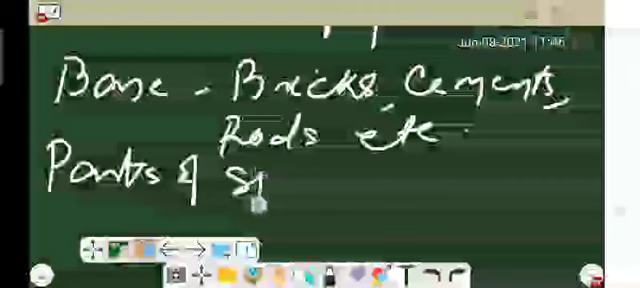 Jun-08-2021 11:46
Base - Bricks, Cements,
Rods etc.
Parts of